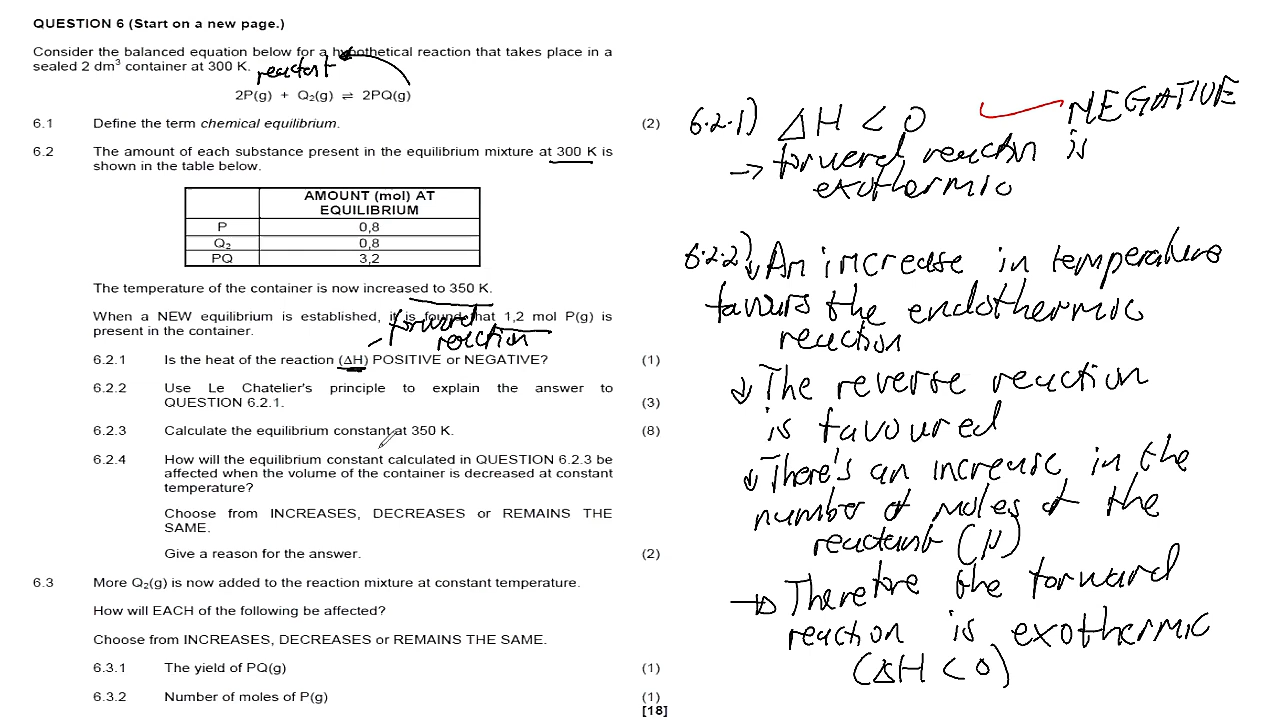 QUESTION 6 (Start on a new page.)
Consider the balanced equation below for a hypothetical reaction that takes place in a
sealed 2 dm³ container at 300 K.
reactant
2P(g) + Q₂(g) ⇌ 2PQ(g)
6.1 Define the term chemical equilibrium. (2)
6.2 The amount of each substance present in the equilibrium mixture at 300 K is
shown in the table below.
AMOUNT (mol) AT
EQUILIBRIUM
P 0,8
Q₂ 0,8
PQ 3,2
The temperature of the container is now increased to 350 K.
When a NEW equilibrium is established, it is found that 1,2 mol P(g) is
present in the container.
forward
reaction
6.2.1 Is the heat of the reaction (ΔH) POSITIVE or NEGATIVE? (1)
6.2.2 Use Le Chatelier's principle to explain the answer to
QUESTION 6.2.1. (3)
6.2.3 Calculate the equilibrium constant at 350 K. (8)
6.2.4 How will the equilibrium constant calculated in QUESTION 6.2.3 be
affected when the volume of the container is decreased at constant
temperature?
Choose from INCREASES, DECREASES or REMAINS THE
SAME.
Give a reason for the answer. (2)
6.3 More Q₂(g) is now added to the reaction mixture at constant temperature.
How will EACH of the following be affected?
Choose from INCREASES, DECREASES or REMAINS THE SAME.
6.3.1 The yield of PQ(g) (1)
6.3.2 Number of moles of P(g) (1)
[18]
6.2.1) ΔH < 0 NEGATIVE
→ forward reaction is
exothermic
6.2.2) ↓ An increase in temperature
favours the endothermic
reaction
↓ The reverse reaction
is favoured
↓ There's an increase in the
number of moles of the
reactant (P)
→ Therefore the forward
reaction is exothermic
(ΔH < 0)